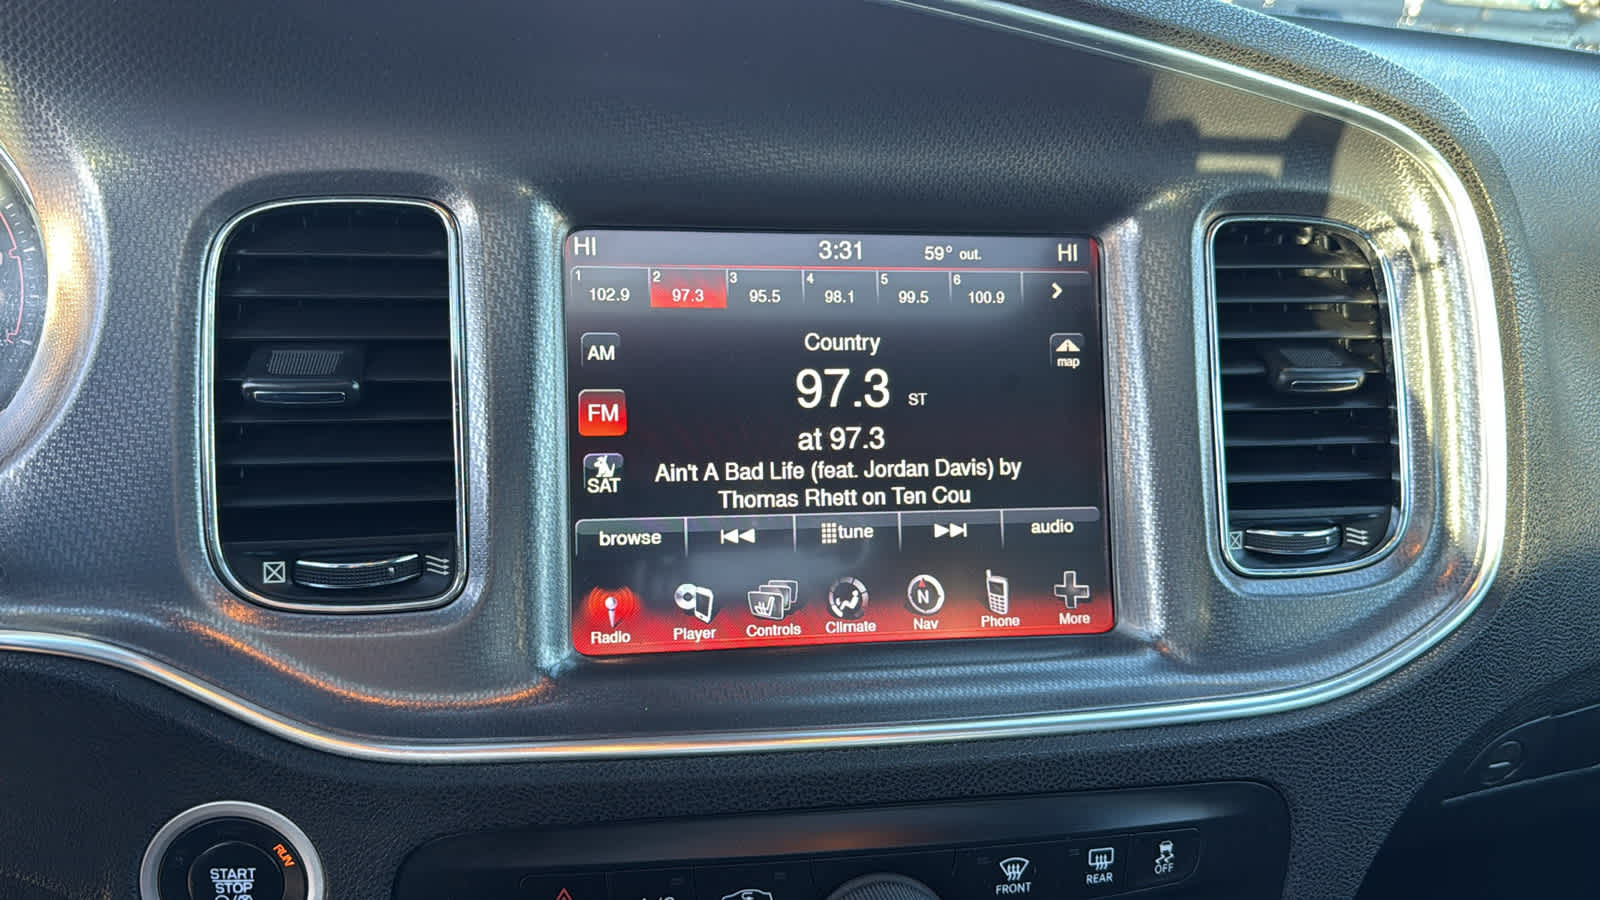 HI 3:31 59° out. HI
1 102.9 2 97.3 3 95.5 4 98.1 5 99.5 6 100.9
AM
FM
SAT
Country
map
97.3 ST
at 97.3
Ain't A Bad Life (feat. Jordan Davis) by
Thomas Rhett on Ten Cou
browse tune audio
Radio Player Controls Climate N Nav Phone More
RUN
START
STOP
FRONT
REAR
OFF